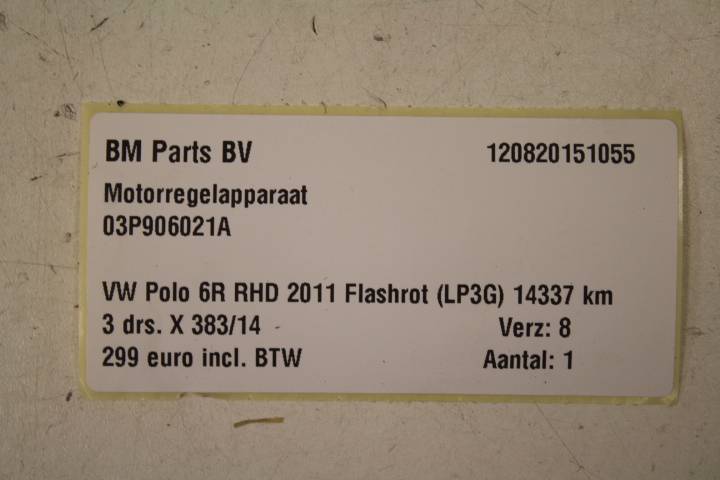 BM Parts BV 120820151055
Motorregelapparaat
03P906021A
VW Polo 6R RHD 2011 Flashrot (LP3G) 14337 km
3 drs. X 383/14 Verz: 8
299 euro incl. BTW Aantal: 1